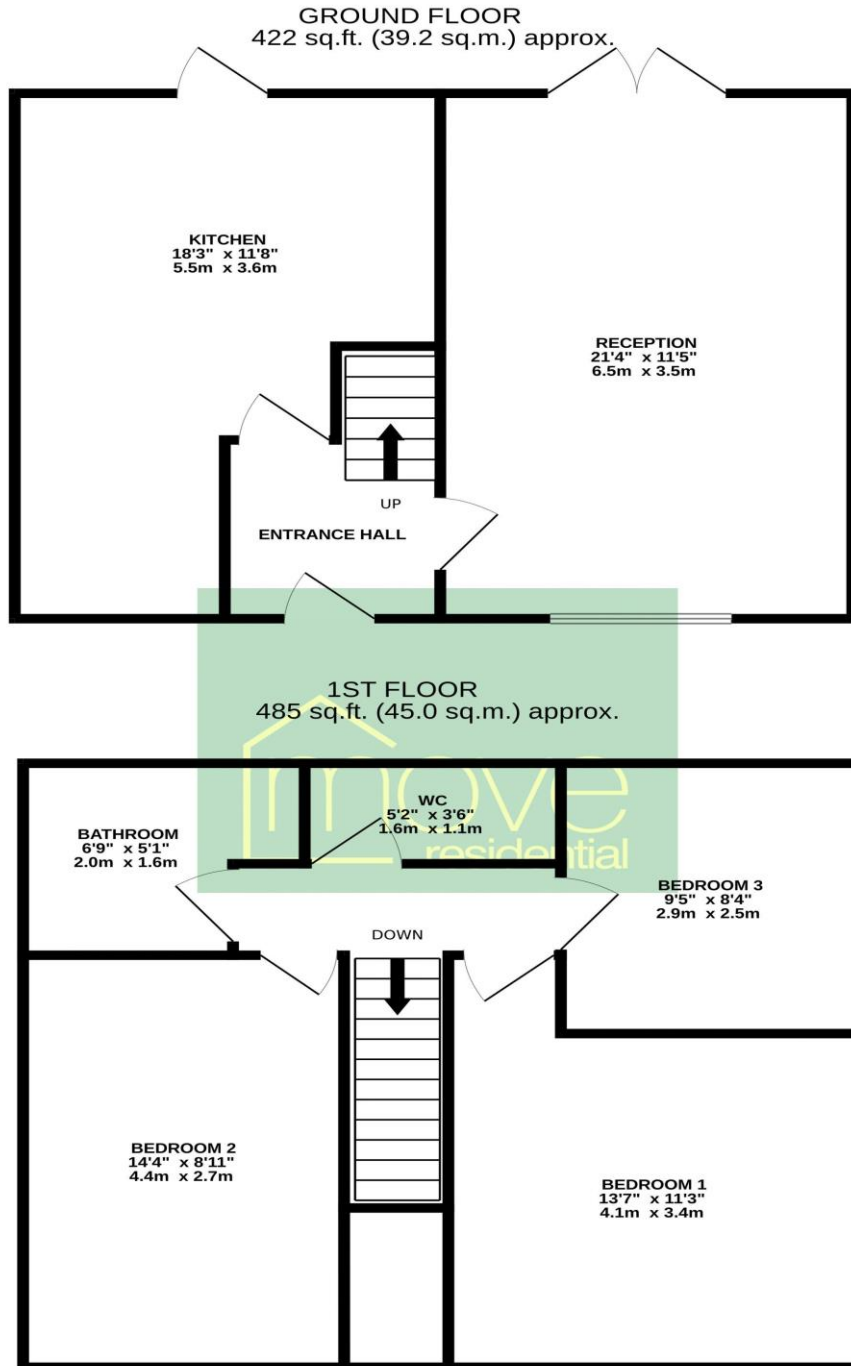 GROUND FLOOR
422 sq.ft. (39.2 sq.m.) approx.
KITCHEN
18'3" x 11'8"
5.5m x 3.6m
RECEPTION
21'4" x 11'5"
6.5m x 3.5m
UP
ENTRANCE HALL
1ST FLOOR
485 sq.ft. (45.0 sq.m.) approx.
move
residential
WC
5'2" x 3'6"
1.6m x 1.1m
BATHROOM
6'9" x 5'1"
2.0m x 1.6m
BEDROOM 3
9'5" x 8'4"
2.9m x 2.5m
DOWN
BEDROOM 2
14'4" x 8'11"
4.4m x 2.7m
BEDROOM 1
13'7" x 11'3"
4.1m x 3.4m